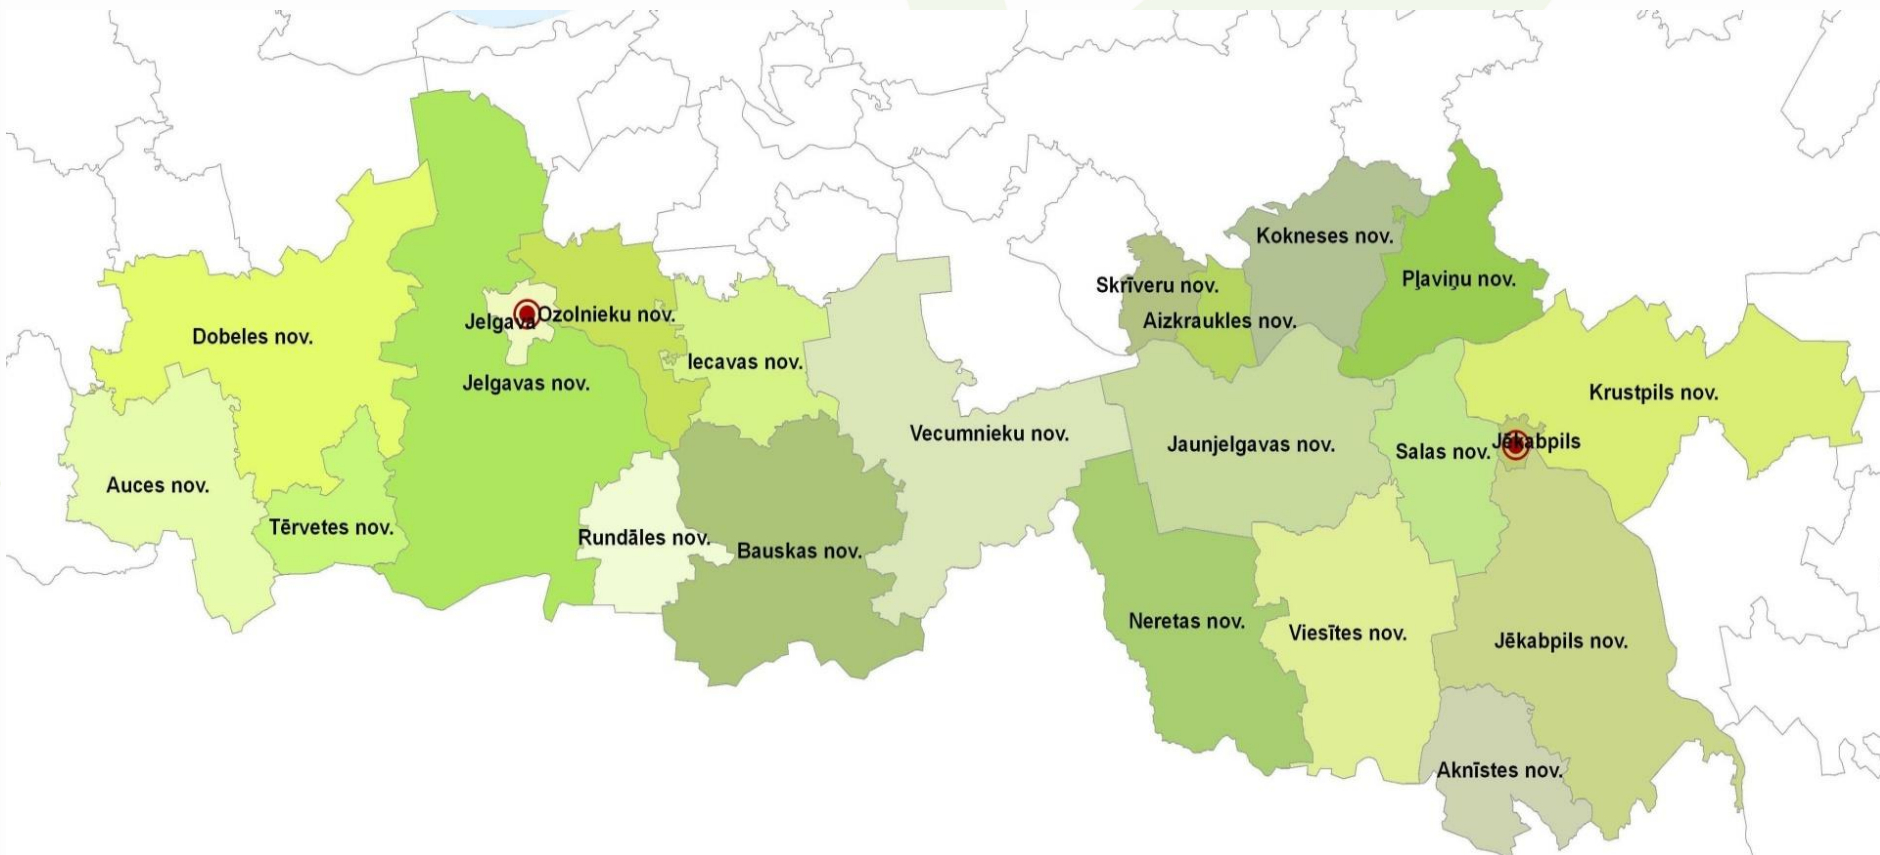 Kokneses nov.
Pļaviņu nov.
Skrīveru nov.
Aizkraukles nov.
Jelgava
Ozolnieku nov.
Dobeles nov.
Iecavas nov.
Jelgavas nov.
Krustpils nov.
Vecumnieku nov.
Jaunjelgavas nov.
Salas nov.
Jēkabpils
Auces nov.
Tērvetes nov.
Rundāles nov.
Bauskas nov.
Neretas nov.
Viesītes nov.
Jēkabpils nov.
Aknīstes nov.